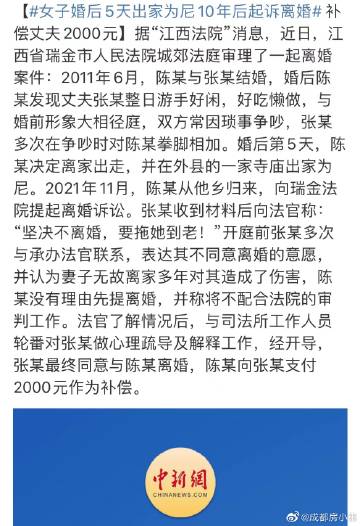 【#女子婚后5天出家为尼10年后起诉离婚# 补
偿丈夫2000元】据“江西法院”消息，近日，江
西省瑞金市人民法院城郊法庭审理了一起离婚
案件：2011年6月，陈某与张某结婚，婚后陈
某发现丈夫张某整日游手好闲，好吃懒做，与
婚前形象大相径庭，双方常因琐事争吵，张某
多次在争吵时对陈某拳脚相加。婚后第5天，陈
某决定离家出走，并在外县的一家寺庙出家为
尼。2021年11月，陈某从他乡归来，向瑞金法
院提起离婚诉讼。张某收到材料后向法官称：
“坚决不离婚，要拖她到老！”开庭前张某多次
与承办法官联系，表达其不同意离婚的意愿，
并认为妻子无故离家多年对其造成了伤害，陈
某没有理由先提离婚，并称将不配合法院的审
判工作。法官了解情况后，与司法所工作人员
轮番对张某做心理疏导及解释工作，经开导，
张某最终同意与陈某离婚，陈某向张某支付
2000元作为补偿。
中新網
CHINANEWS.COM
@成都房小